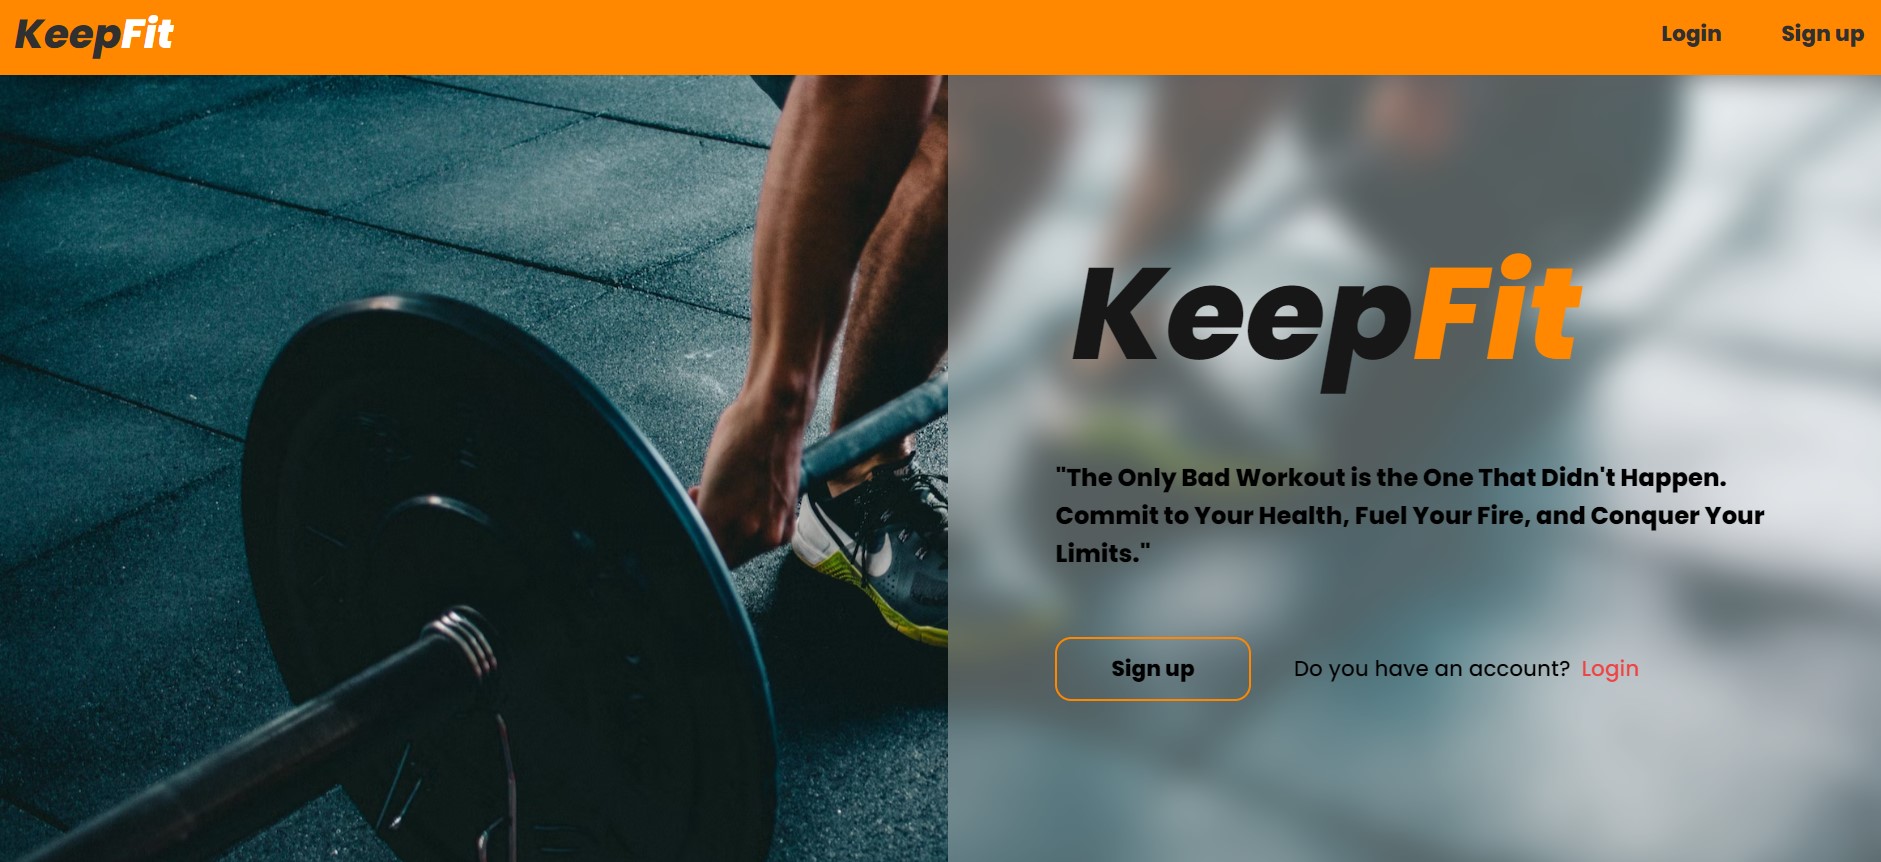 KeepFit
Login
Sign up
KeepFit
"The Only Bad Workout is the One That Didn't Happen.
Commit to Your Health, Fuel Your Fire, and Conquer Your
Limits."
Sign up
Do you have an account? Login